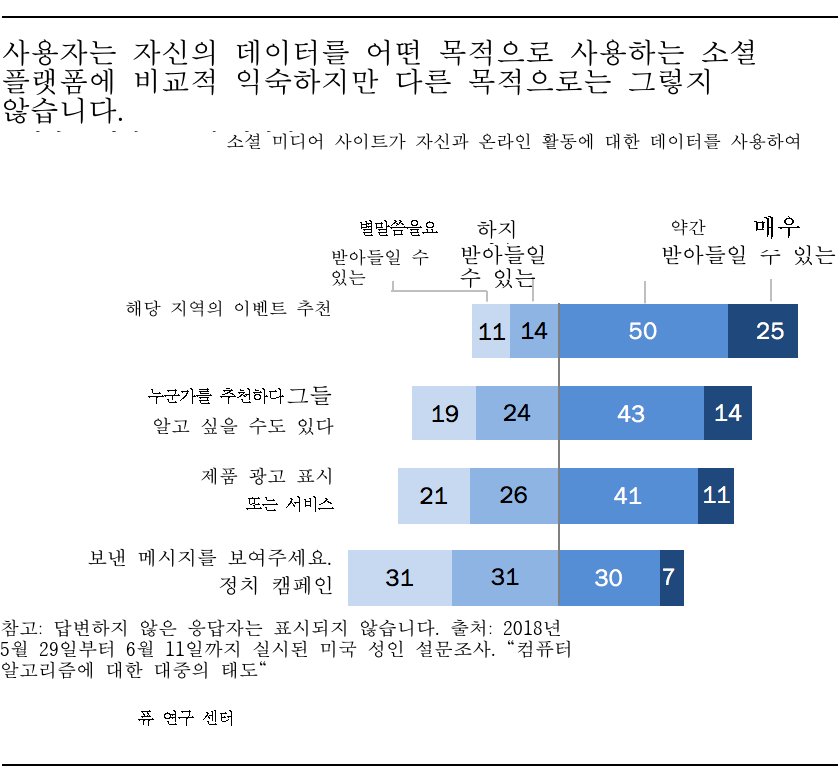 사용자는 자신의 데이터를 어떤 목적으로 사용하는 소셜
플랫폼에 비교적 익숙하지만 다른 목적으로는 그렇지
않습니다.
소셜 미디어 사이트가 자신과 온라인 활동에 대한 데이터를 사용하여
별말씀을요 하지 약간 매우
받아들일 수 받아들일 받아들일 수 있는
있는 수 있는
해당 지역의 이벤트 추천
11 14 50 25
누군가를 추천하다 그들
알고 싶을 수도 있다
19 24 43 14
제품 광고 표시
또는 서비스
21 26 41 11
보낸 메시지를 보여주세요.
정치 캠페인
31 31 30 7
참고: 답변하지 않은 응답자는 표시되지 않습니다. 출처: 2018년
5월 29일부터 6월 11일까지 실시된 미국 성인 설문조사. “컴퓨터
알고리즘에 대한 대중의 태도“
퓨 연구 센터